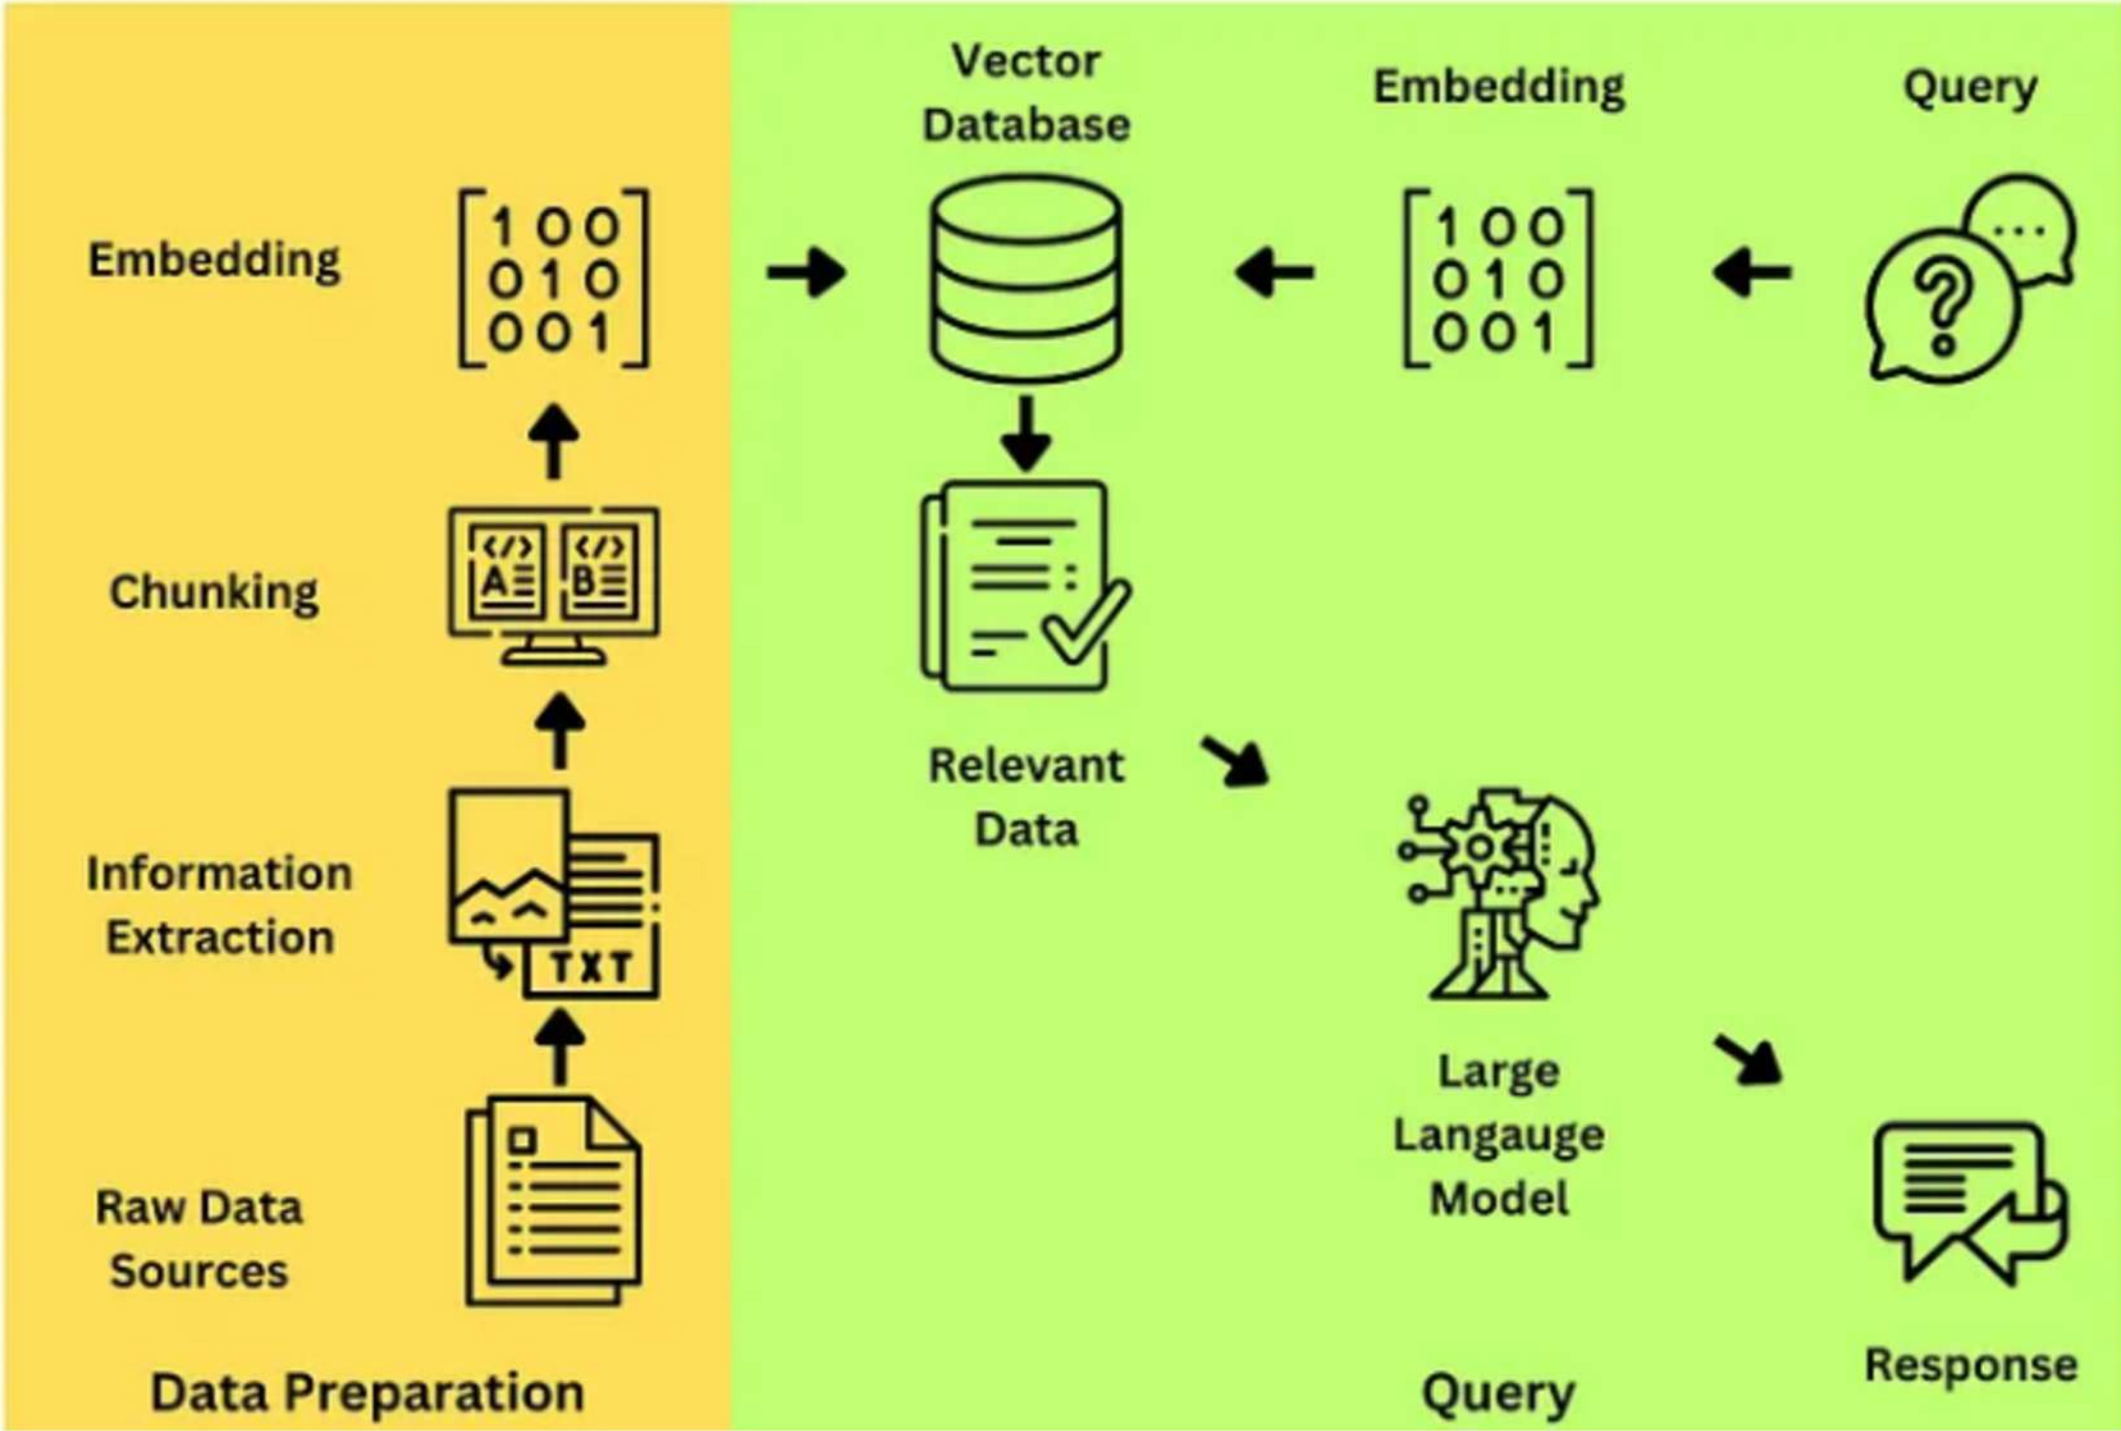 Vector
Database
Embedding
Query
Embedding
1 0 0
0 1 0
0 0 1
1 0 0
0 1 0
0 0 1
...
?
Chunking
</> </>
A B
Relevant
Data
Information
Extraction
TXT
Large
Langauge
Model
Raw Data
Sources
Response
Data Preparation
Query